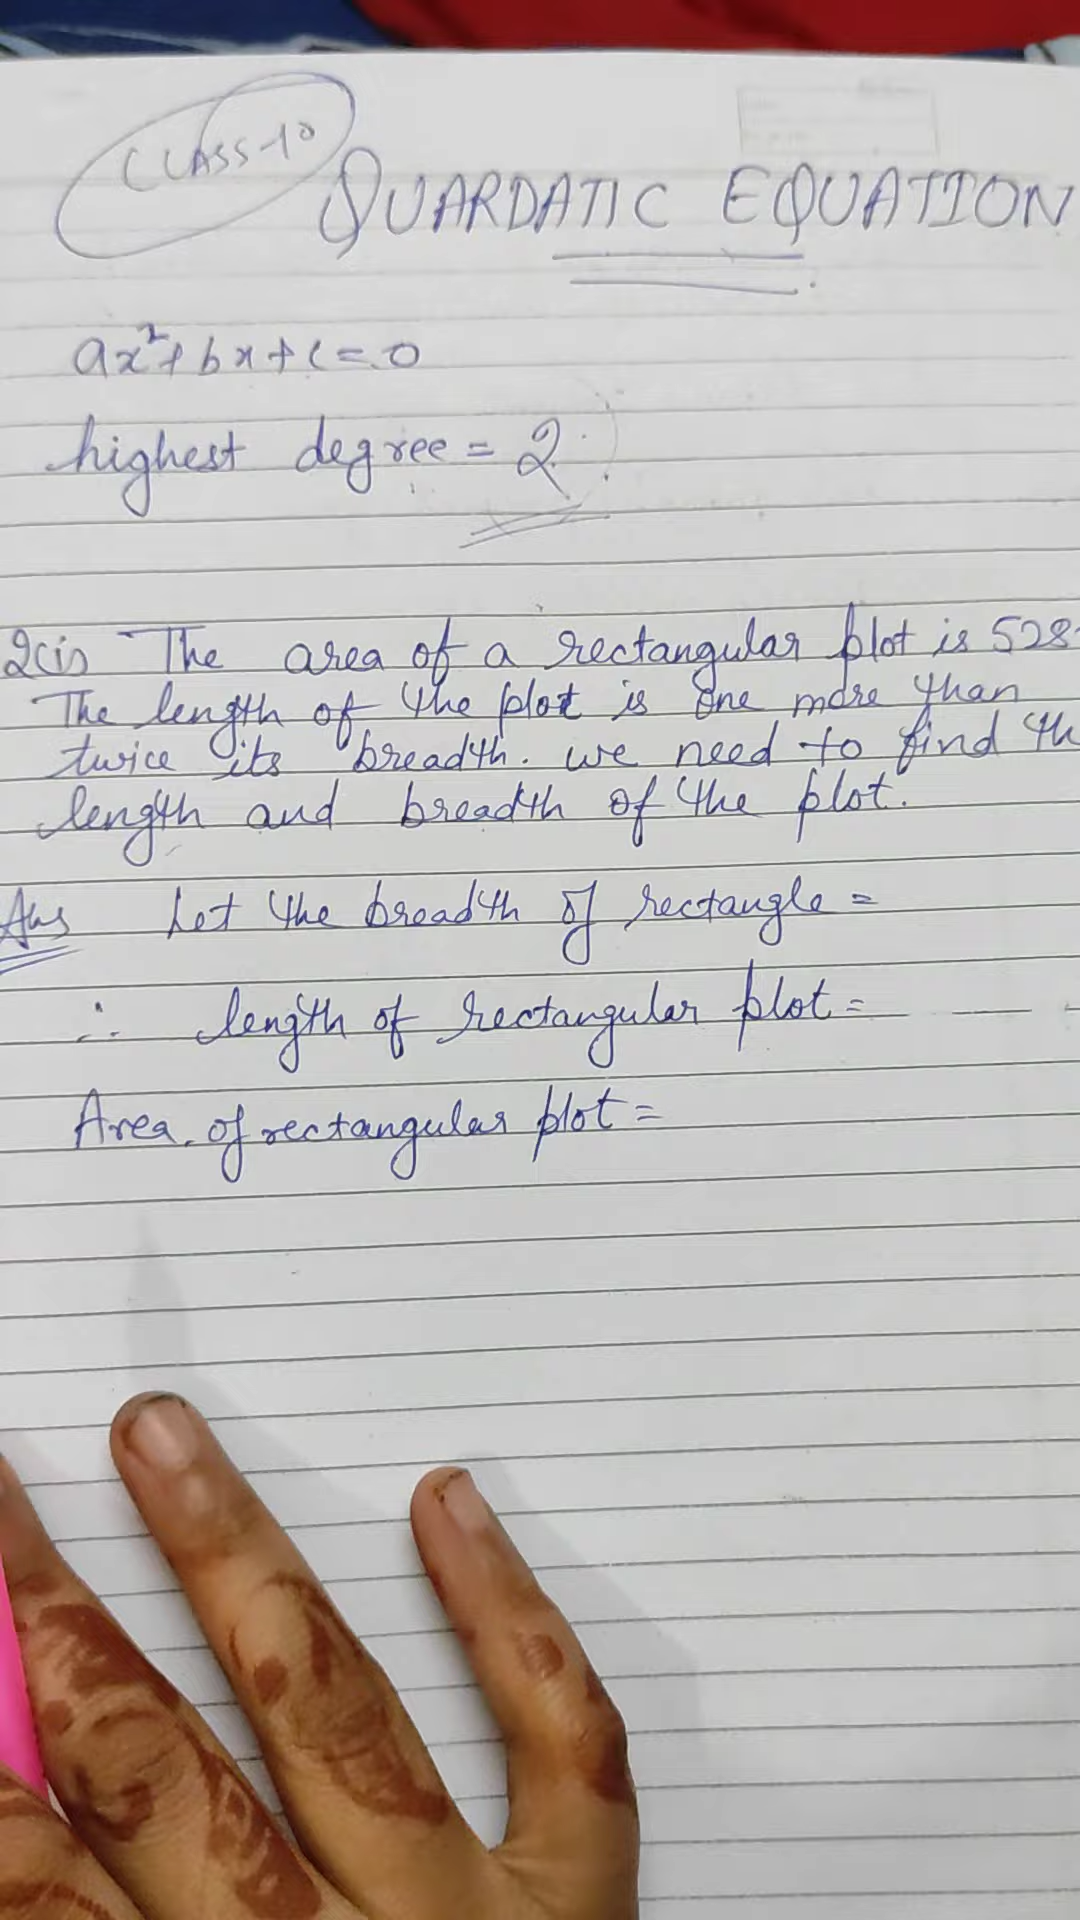 CLASS-10
QUARDATIC EQUATION
ax²+bx+c=0
highest degree = 2
2(i) The area of a rectangular plot is 528
The length of the plot is one more than
twice its breadth. we need to find th
length and breadth of the plot.
Ans Let the breadth of rectangle =
∴ length of rectangular plot =
Area of rectangular plot =